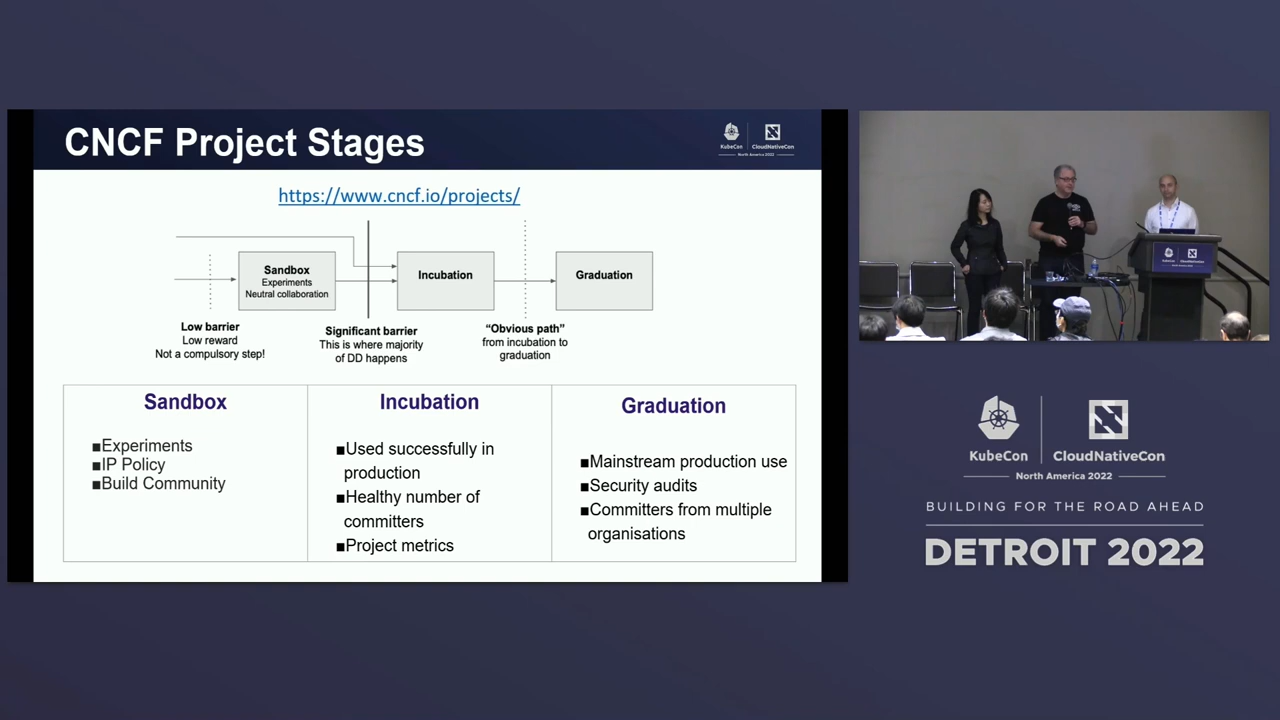 CNCF Project Stages
KubeCon
CloudNativeCon
North America 2022
https://www.cncf.io/projects/
Sandbox
Experiments
Neutral collaboration
Incubation
Graduation
Low barrier
Low reward
Not a compulsory step!
Significant barrier
This is where majority
of DD happens
“Obvious path”
from incubation to
graduation
Sandbox
■Experiments
■IP Policy
■Build Community
Incubation
■Used successfully in
production
■Healthy number of
committers
■Project metrics
Graduation
■Mainstream production use
■Security audits
■Committers from multiple
organisations
KubeCon
CloudNativeCon
North America 2022
BUILDING FOR THE ROAD AHEAD
DETROIT 2022